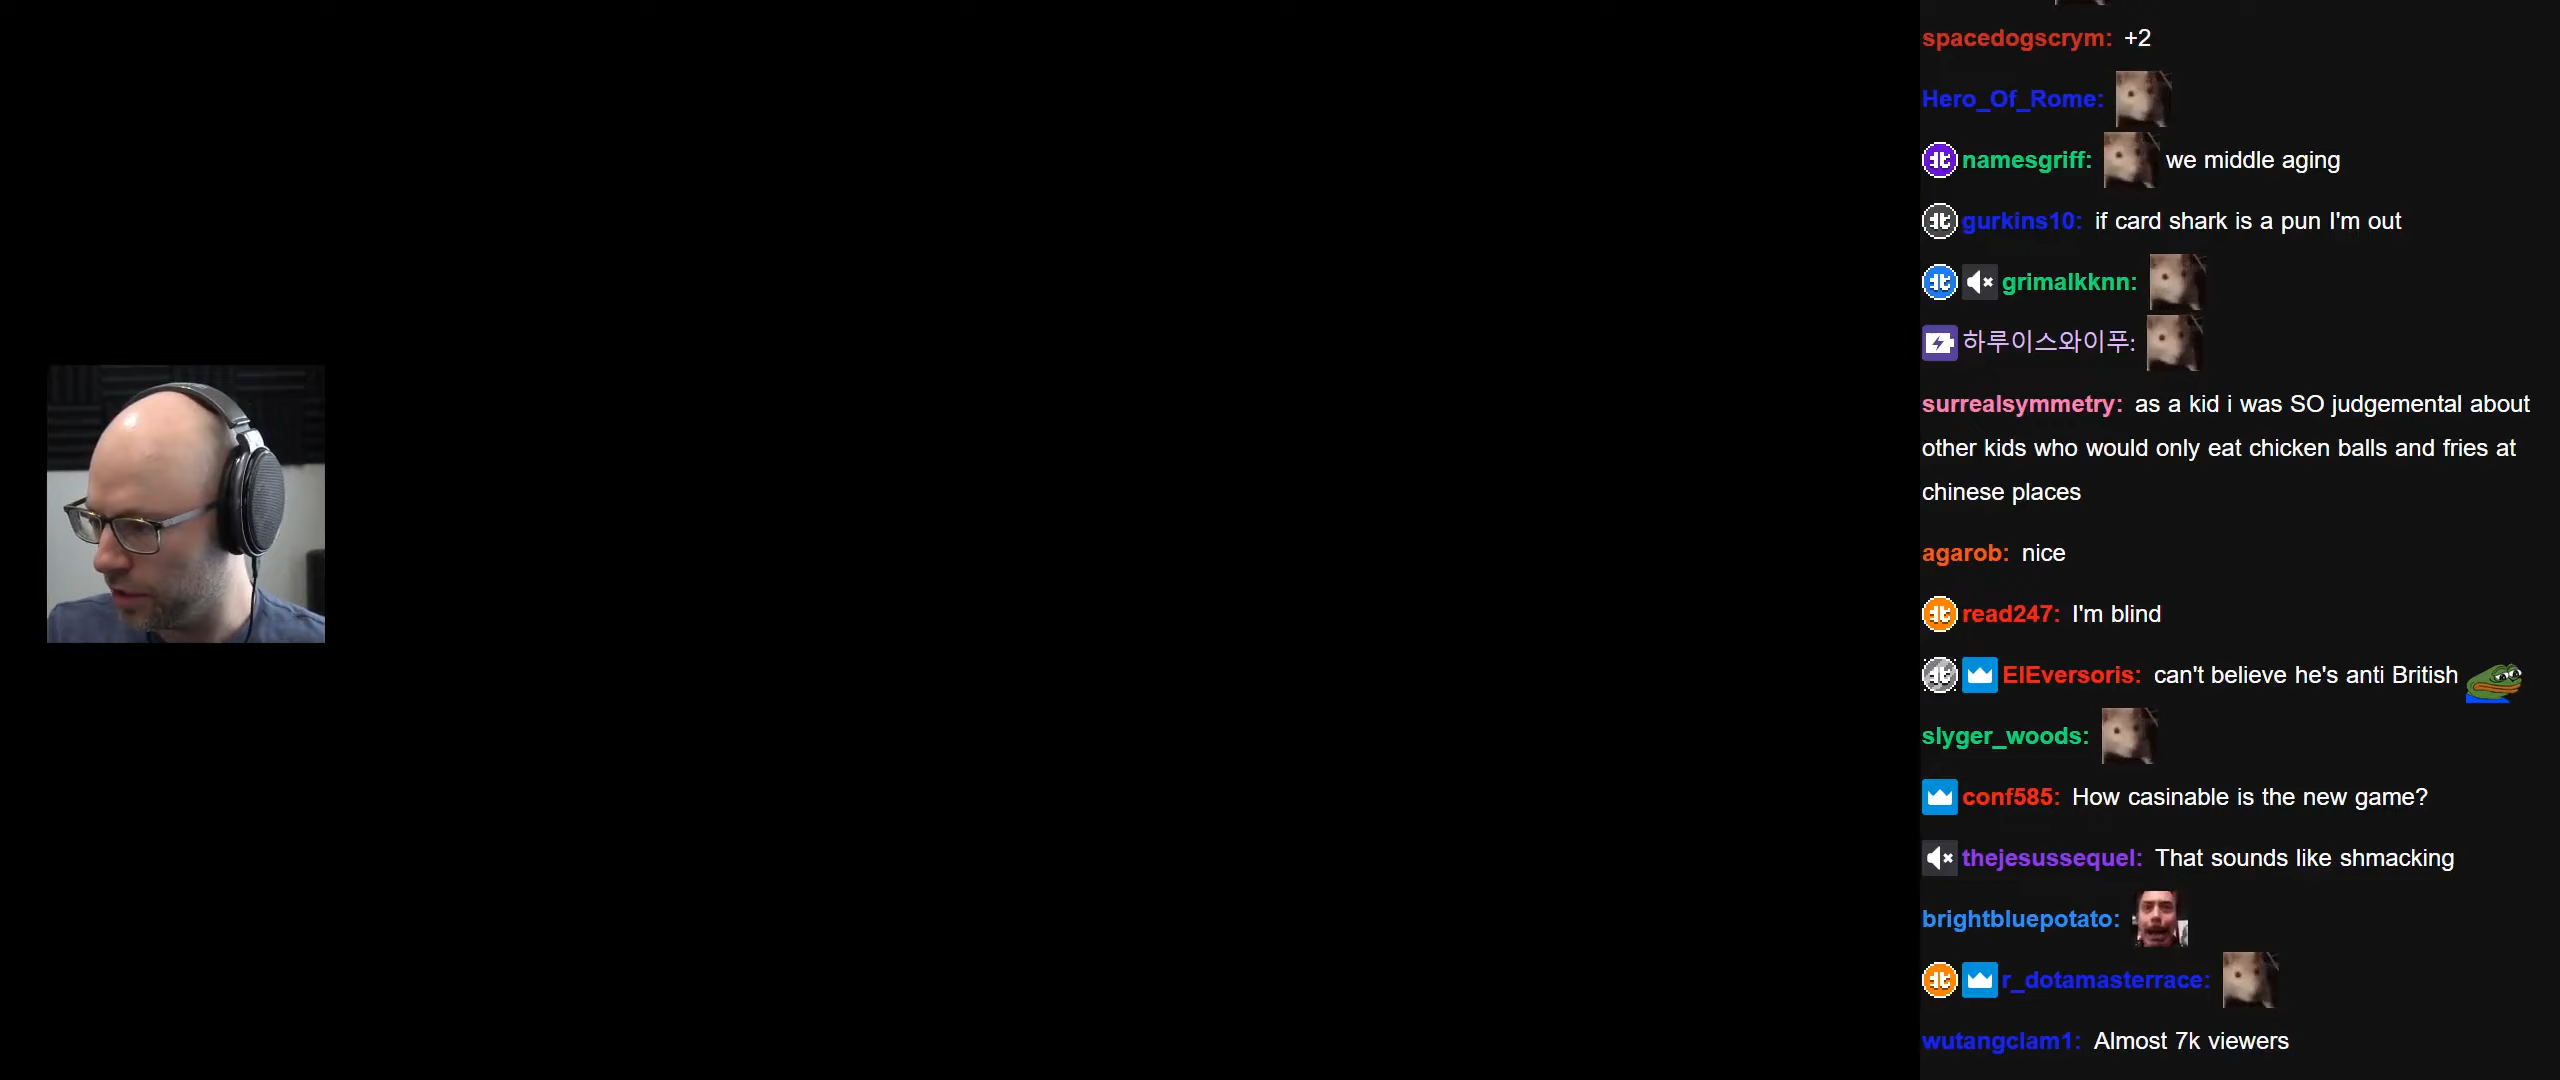 spacedogscrym: +2
Hero_Of_Rome:
namesgriff: we middle aging
gurkins10: if card shark is a pun I'm out
grimalkknn:
하루이스와이푸:
surrealsymmetry: as a kid i was SO judgemental about
other kids who would only eat chicken balls and fries at
chinese places
agarob: nice
read247: I'm blind
ElEversoris: can't believe he's anti British
slyger_woods:
conf585: How casinable is the new game?
thejesussequel: That sounds like shmacking
brightbluepotato:
r_dotamasterrace:
wutangclam1: Almost 7k viewers